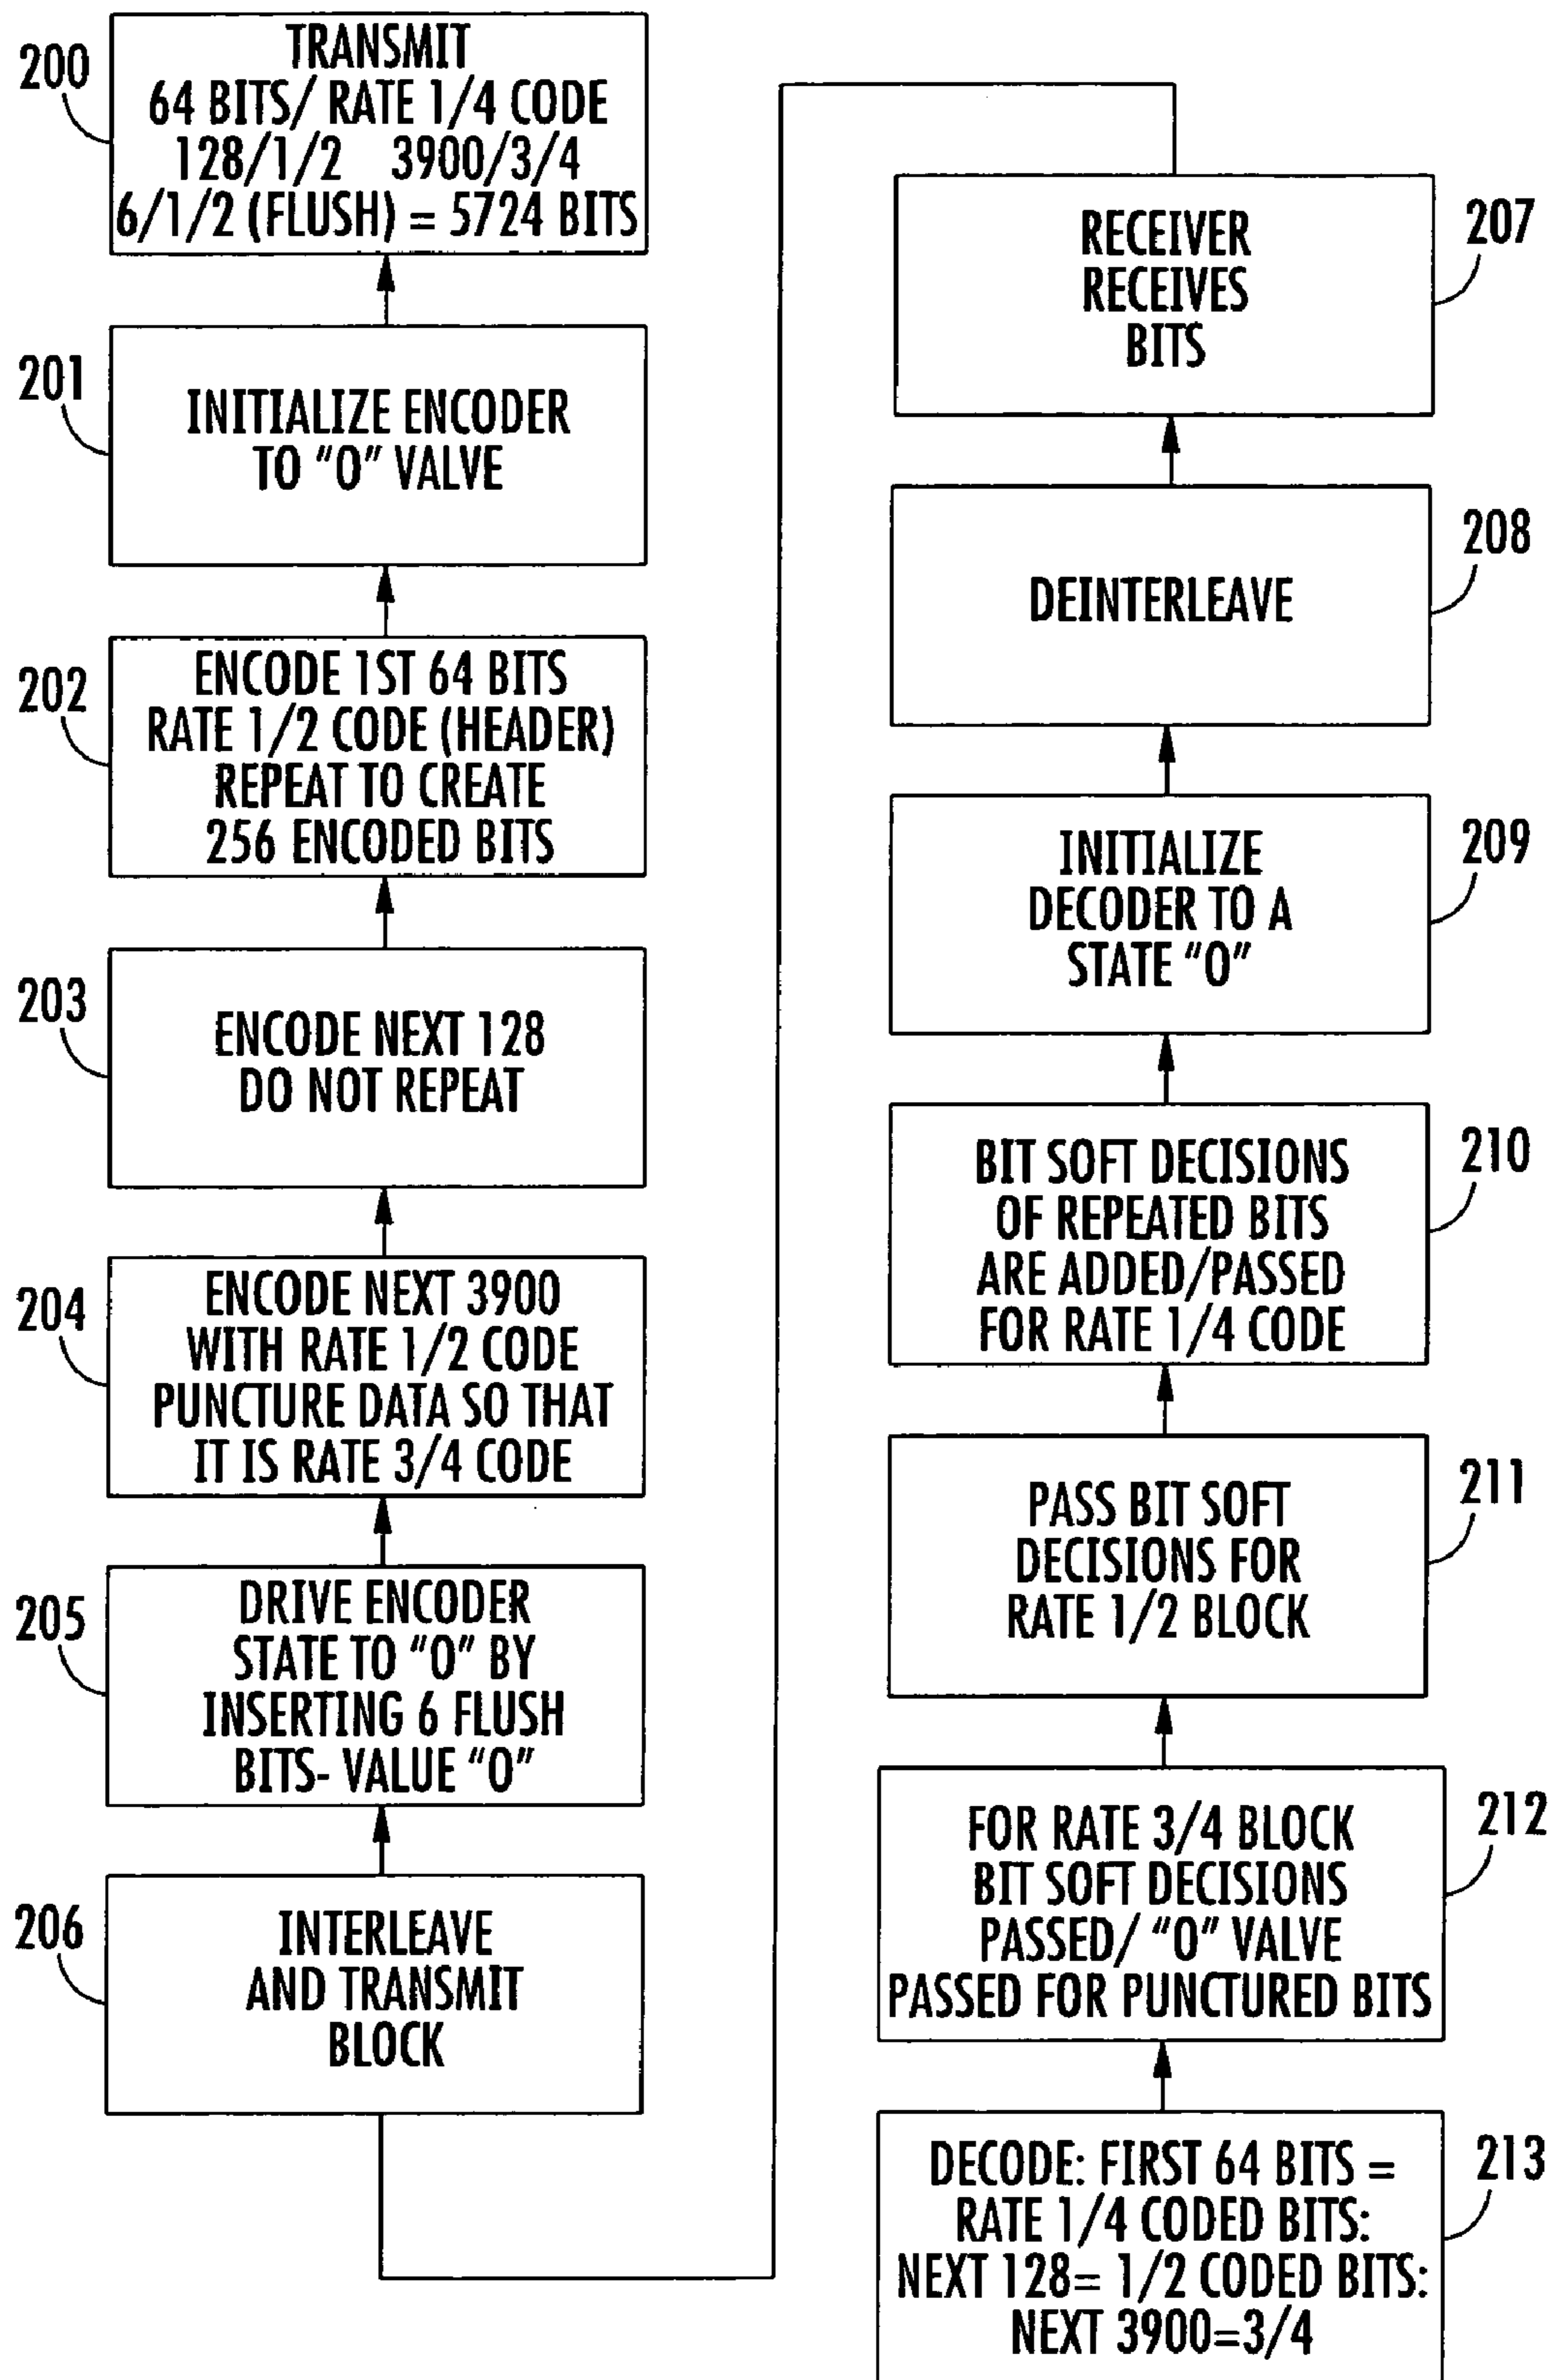 200
TRANSMIT
64 BITS/ RATE 1/4 CODE
128/1/2 3900/3/4
6/1/2 (FLUSH) = 5724 BITS
201
INITIALIZE ENCODER
TO "0" VALVE
202
ENCODE 1ST 64 BITS
RATE 1/2 CODE (HEADER)
REPEAT TO CREATE
256 ENCODED BITS
203
ENCODE NEXT 128
DO NOT REPEAT
204
ENCODE NEXT 3900
WITH RATE 1/2 CODE
PUNCTURE DATA SO THAT
IT IS RATE 3/4 CODE
205
DRIVE ENCODER
STATE TO "0" BY
INSERTING 6 FLUSH
BITS- VALUE "0"
206
INTERLEAVE
AND TRANSMIT
BLOCK
RECEIVER
RECEIVES
BITS
207
DEINTERLEAVE
208
INITIALIZE
DECODER TO A
STATE "0"
209
BIT SOFT DECISIONS
OF REPEATED BITS
ARE ADDED/PASSED
FOR RATE 1/4 CODE
210
PASS BIT SOFT
DECISIONS FOR
RATE 1/2 BLOCK
211
FOR RATE 3/4 BLOCK
BIT SOFT DECISIONS
PASSED/ "0" VALVE
PASSED FOR PUNCTURED BITS
212
DECODE: FIRST 64 BITS =
RATE 1/4 CODED BITS:
NEXT 128= 1/2 CODED BITS:
NEXT 3900=3/4
213